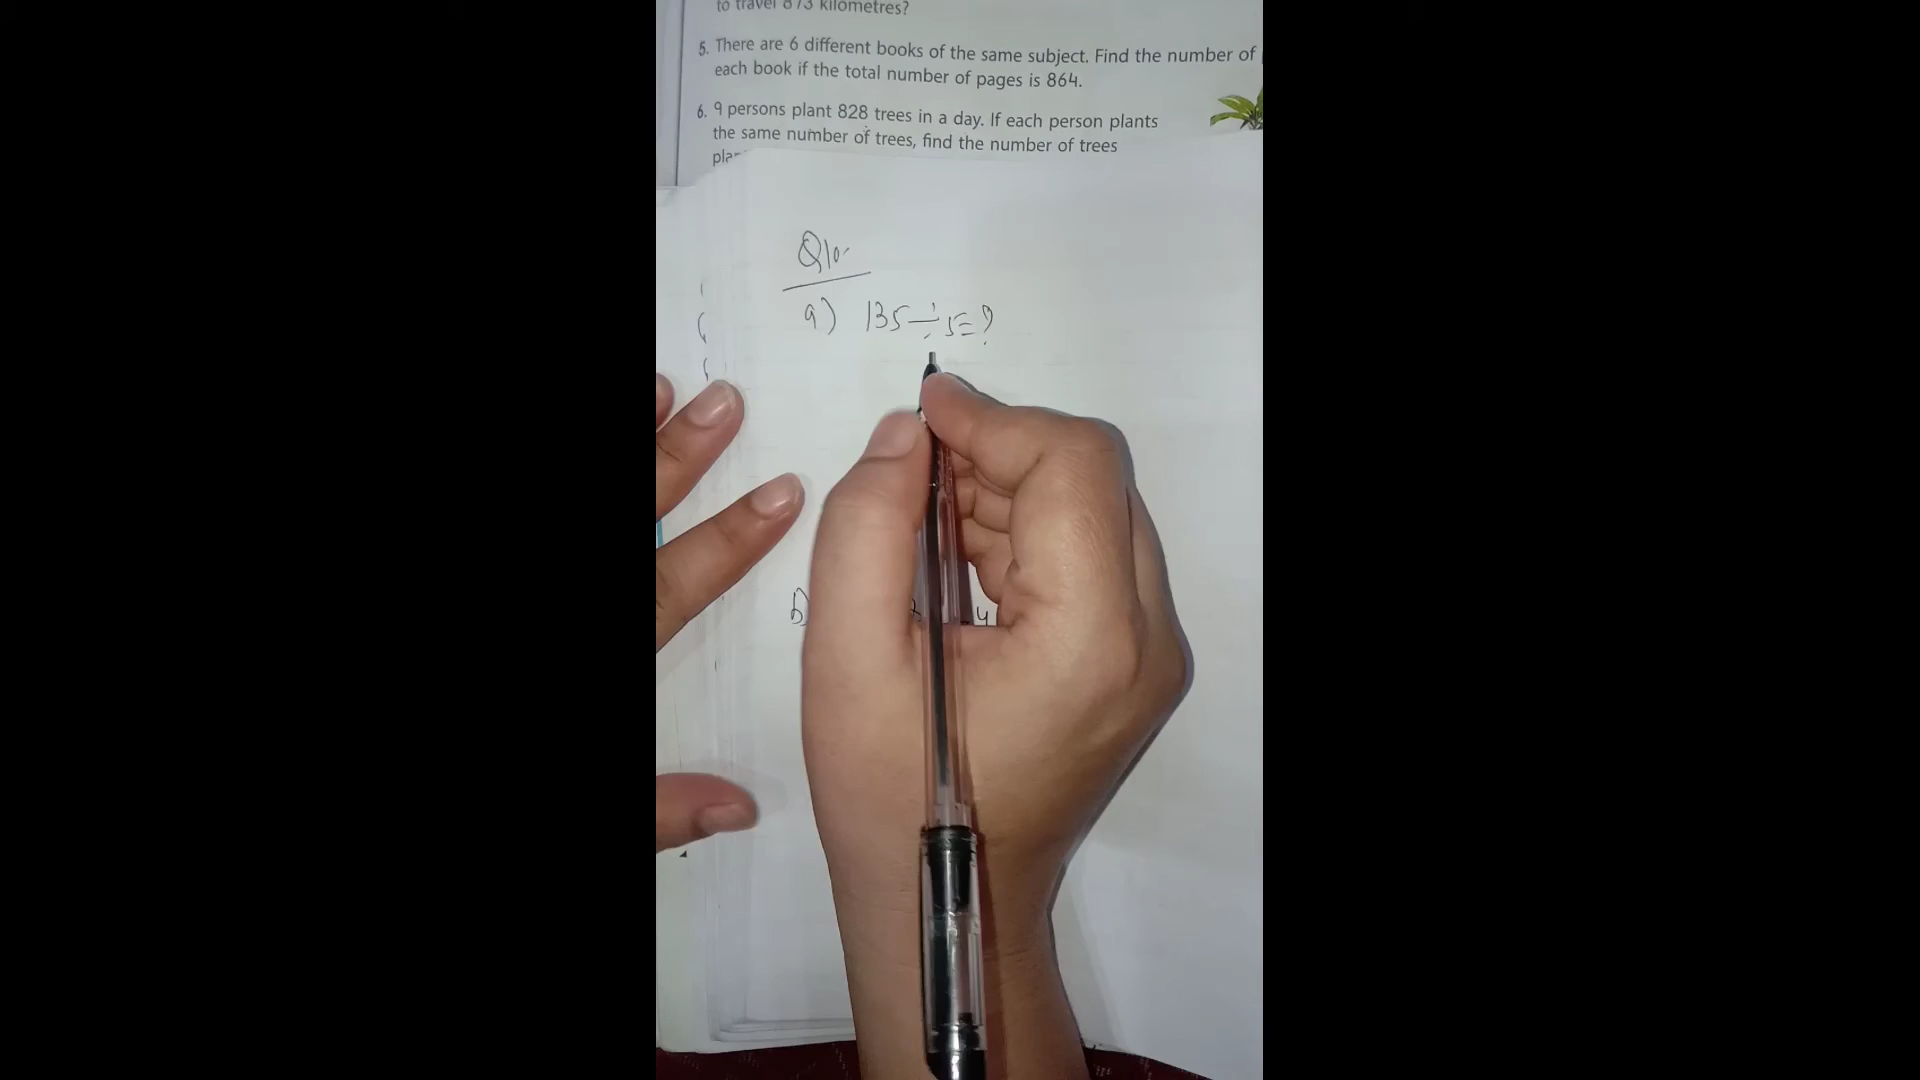 to travel 873 kilometres?
5. There are 6 different books of the same subject. Find the number of
each book if the total number of pages is 864.
6. 9 persons plant 828 trees in a day. If each person plants
the same number of trees, find the number of trees
Q10.
a) 135÷5=?
b) 4